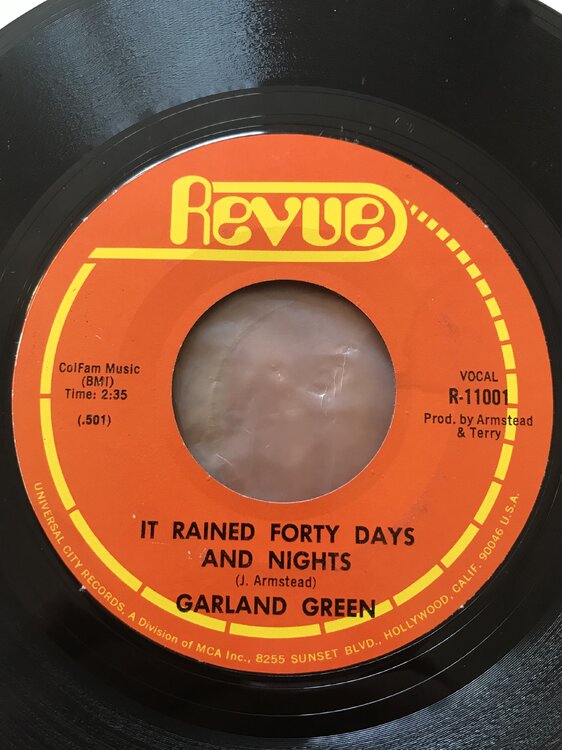 Revue
ColFam Music
(BMI)
Time: 2:35
(.501)
VOCAL
R-11001
Prod. by Armstead
& Terry
IT RAINED FORTY DAYS
AND NIGHTS
(J. Armstead)
GARLAND GREEN
UNIVERSAL CITY RECORDS. A Division of MCA Inc., 8255 SUNSET BLVD., HOLLYWOOD, CALIF. 90046 U.S.A.